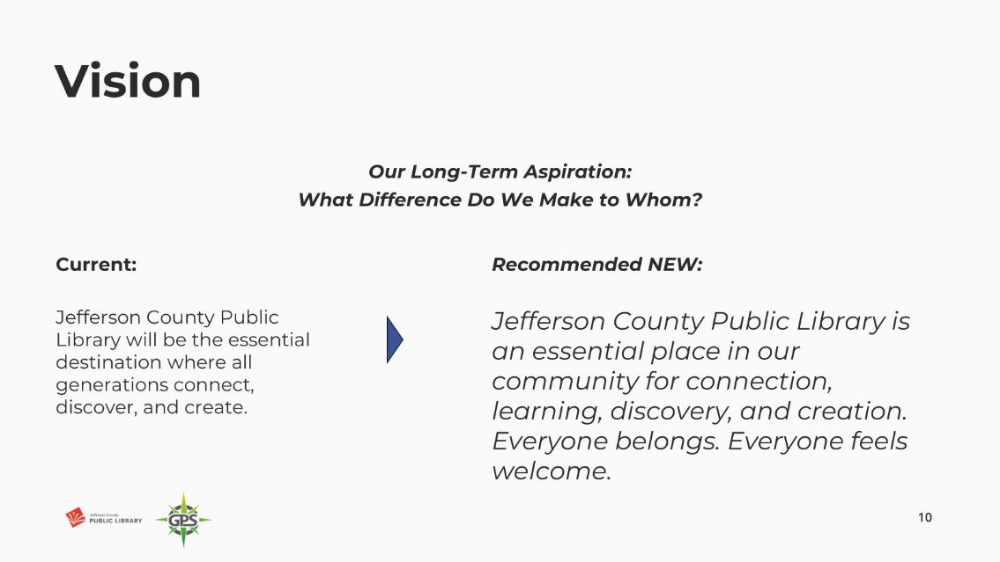 Vision
Our Long-Term Aspiration:
What Difference Do We Make to Whom?
Current:
Jefferson County Public
Library will be the essential
destination where all
generations connect,
discover, and create.
Recommended NEW:
Jefferson County Public Library is
an essential place in our
community for connection,
learning, discovery, and creation.
Everyone belongs. Everyone feels
welcome.
Jefferson County
PUBLIC LIBRARY
GPS
10